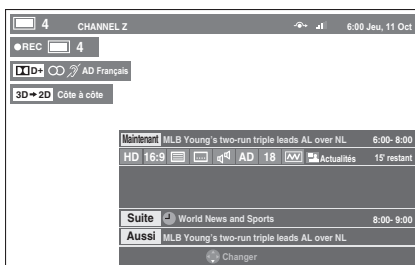 4 CHANNEL Z 6:00 Jeu, 11 Oct
●REC 4
D+ AD Français
3D➔2D Côte à côte
Maintenant MLB Young's two-run triple leads AL over NL 6:00- 8:00
HD 16:9 AD 18 Actualités 15' restant
Suite World News and Sports 8:00- 9:00
Aussi MLB Young's two-run triple leads AL over NL
Changer